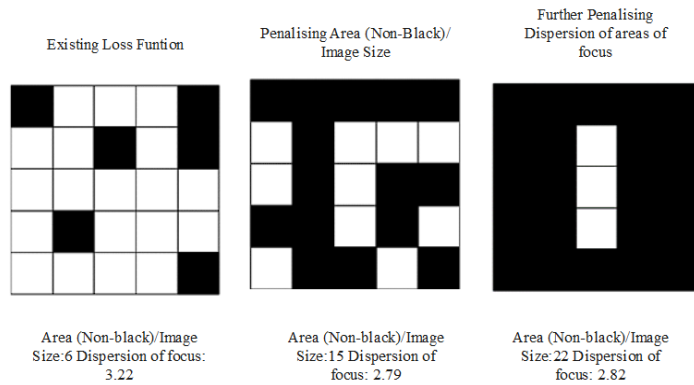 Existing Loss Funtion
Penalising Area (Non-Black)/
Image Size
Further Penalising
Dispersion of areas of
focus
Area (Non-black)/Image
Size:6 Dispersion of focus:
3.22
Area (Non-black)/Image
Size:15 Dispersion of
focus: 2.79
Area (Non-black)/Image
Size:22 Dispersion of
focus: 2.82